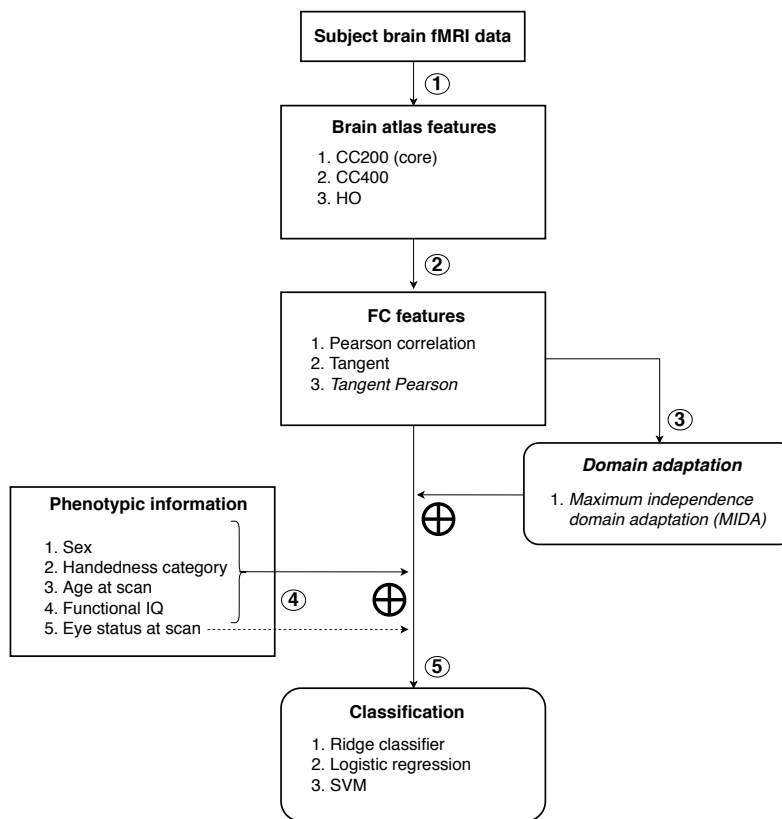 Subject brain fMRI data
1
Brain atlas features
1. CC200 (core)
2. CC400
3. HO
2
FC features
1. Pearson correlation
2. Tangent
3. Tangent Pearson
3
Domain adaptation
1. Maximum independence
domain adaptation (MIDA)
Phenotypic information
1. Sex
2. Handedness category
3. Age at scan
4. Functional IQ
5. Eye status at scan
4
5
Classification
1. Ridge classifier
2. Logistic regression
3. SVM